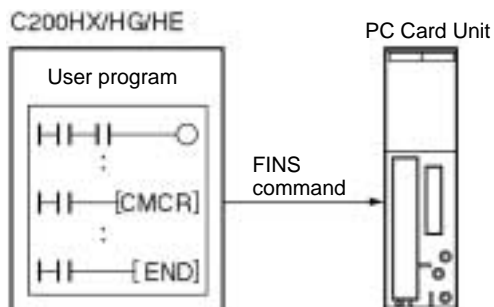 C200HX/HG/HE
PC Card Unit
User program
FINS
command
[CMCR]
[END]